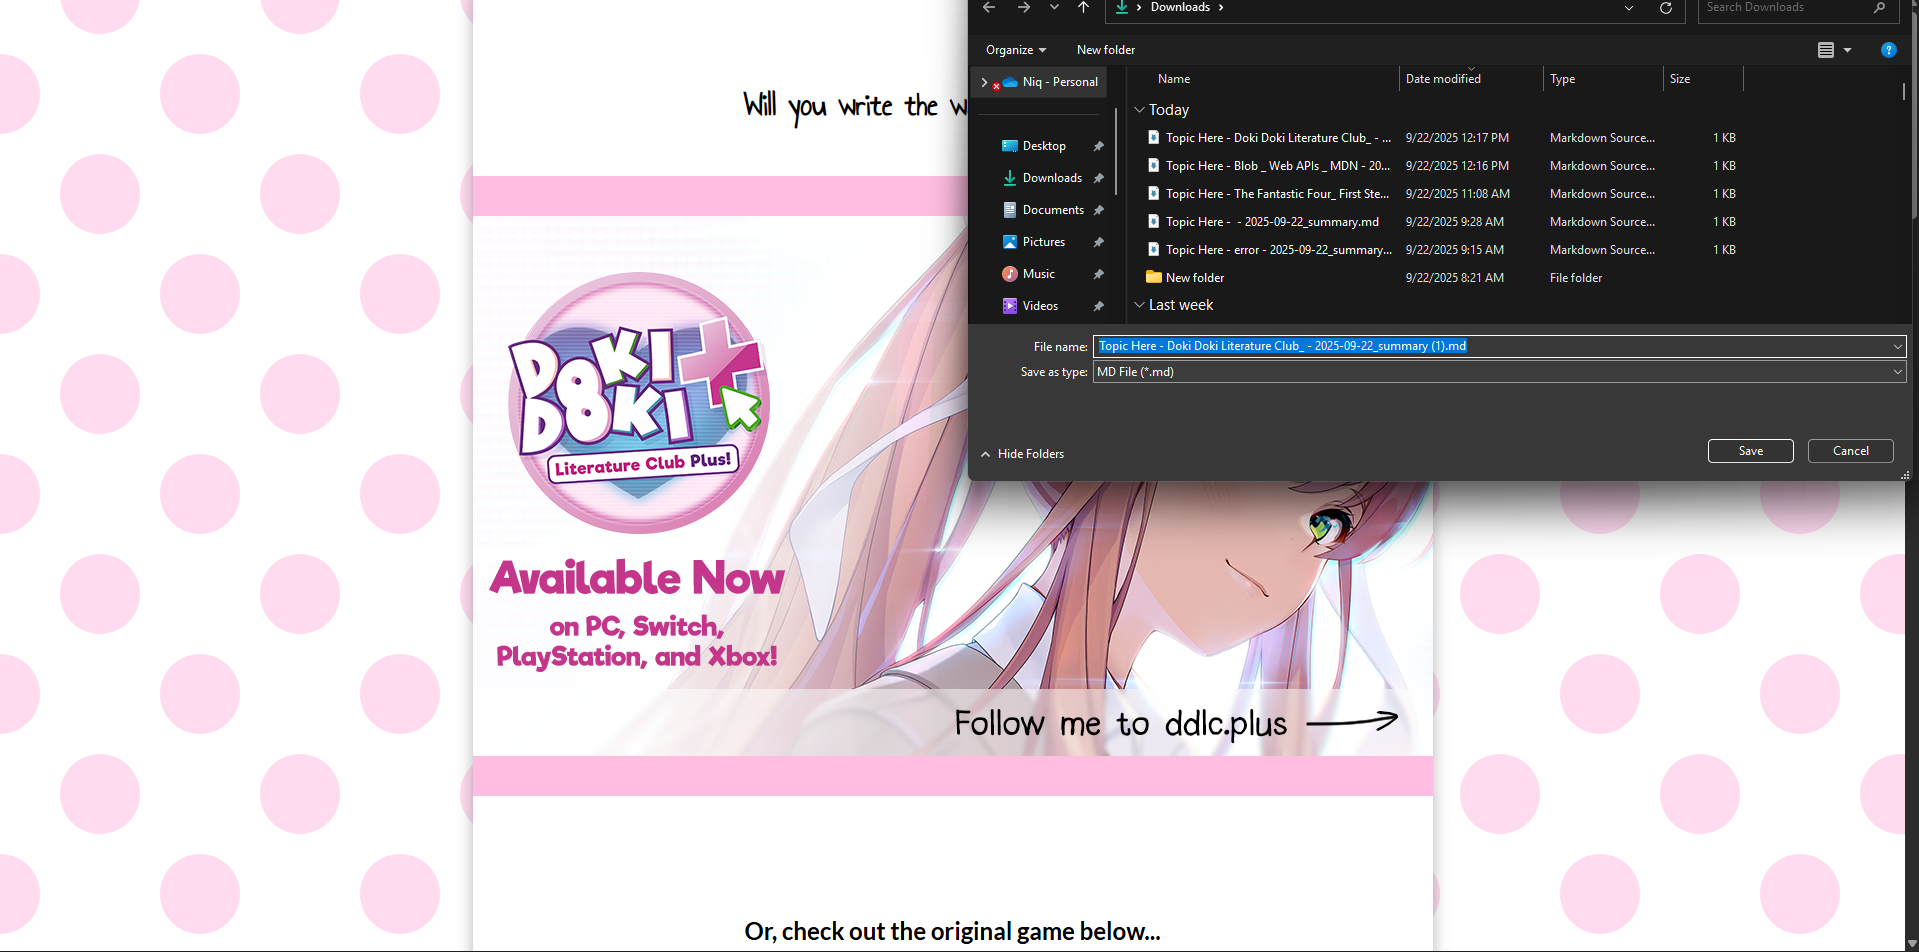 Downloads
Search Downloads
Organize
New folder
Name
Date modified
Type
Size
Niq - Personal
Desktop
Downloads
Documents
Pictures
Music
Videos
Today
Topic Here - Doki Doki Literature Club_ - ... 9/22/2025 12:17 PM Markdown Source... 1 KB
Topic Here - Blob _ Web APIs _ MDN - 20... 9/22/2025 12:16 PM Markdown Source... 1 KB
Topic Here - The Fantastic Four_ First Ste... 9/22/2025 11:08 AM Markdown Source... 1 KB
Topic Here -  - 2025-09-22_summary.md 9/22/2025 9:28 AM Markdown Source... 1 KB
Topic Here - error - 2025-09-22_summary... 9/22/2025 9:15 AM Markdown Source... 1 KB
New folder 9/22/2025 8:21 AM File folder
Last week
File name: Topic Here - Doki Doki Literature Club_ - 2025-09-22_summary (1).md
Save as type: MD File (*.md)
Hide Folders
Save
Cancel
Will you write the w
DOKI
DOKI
Literature Club Plus!
Available Now
on PC, Switch,
PlayStation, and Xbox!
Follow me to ddlc.plus
Or, check out the original game below...